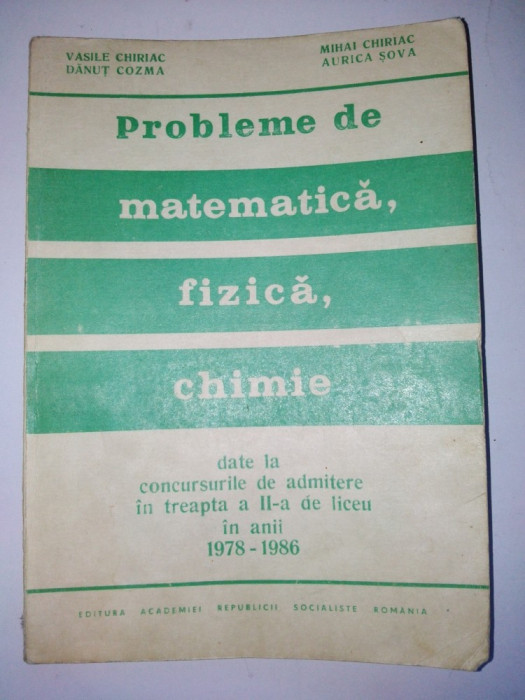 VASILE CHIRIAC
DĂNUȚ COZMA
MIHAI CHIRIAC
AURICA ȘOVA
Probleme de
matematică,
fizică,
chimie
date la
concursurile de admitere
în treapta a II-a de liceu
în anii
1978-1986
EDITURA ACADEMIEI REPUBLICII SOCIALISTE ROMÂNIA